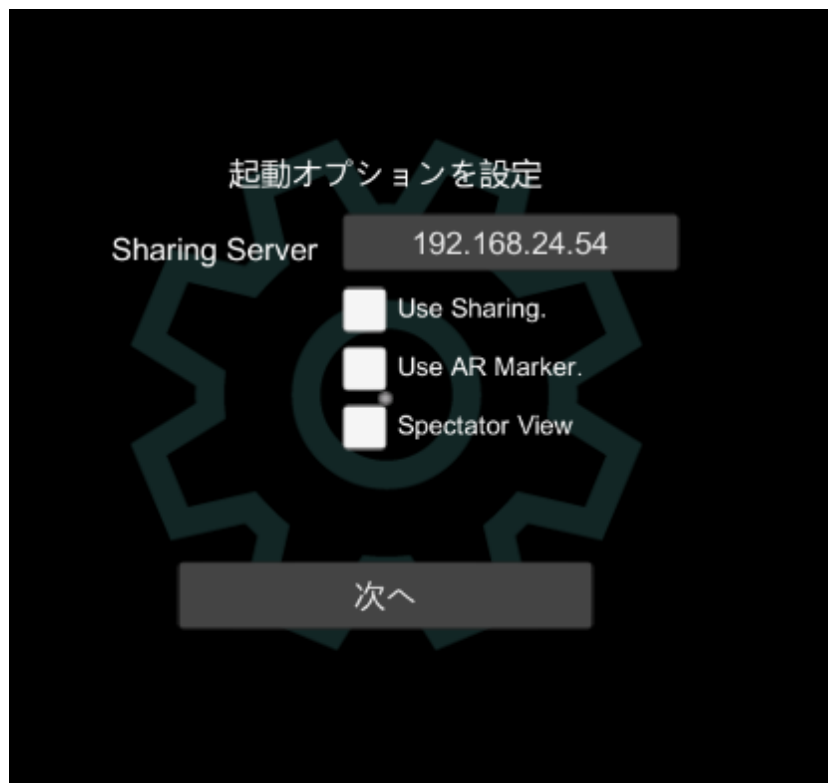 起動オプションを設定
Sharing Server 192.168.24.54
Use Sharing.
Use AR Marker.
Spectator View
次へ